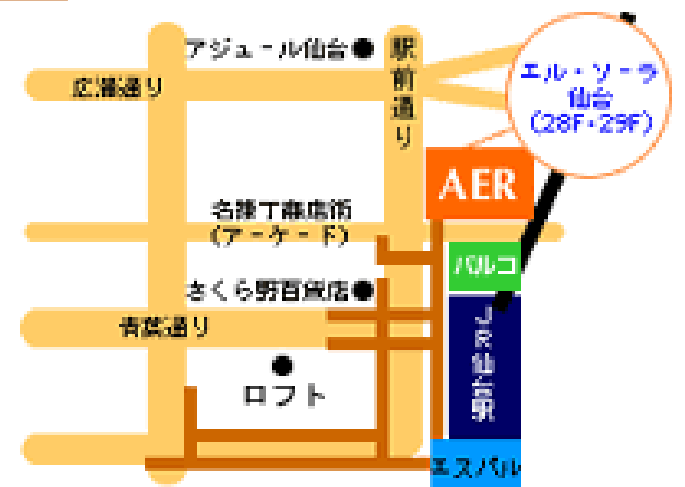 アジュール仙台
駅前通り
エル・ソーラ
仙台
(28F・29F)
広瀬通り
AER
名掛丁商店街
(アーケード)
パルコ
さくら野百貨店
青葉通り
JR仙台駅
ロフト
エスパル